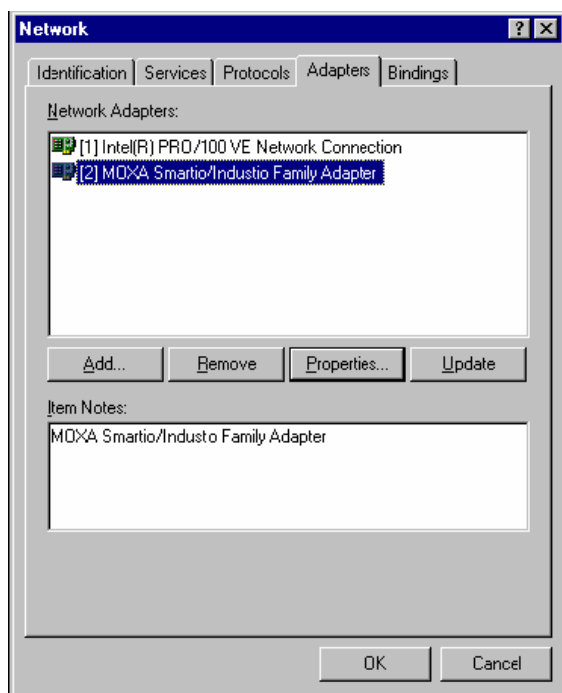 Network
Identification Services Protocols Adapters Bindings
Network Adapters:
[1] Intel(R) PRO/100 VE Network Connection
[2] MOXA Smartio/Industio Family Adapter
Add... Remove Properties... Update
Item Notes:
MOXA Smartio/Industo Family Adapter
OK Cancel